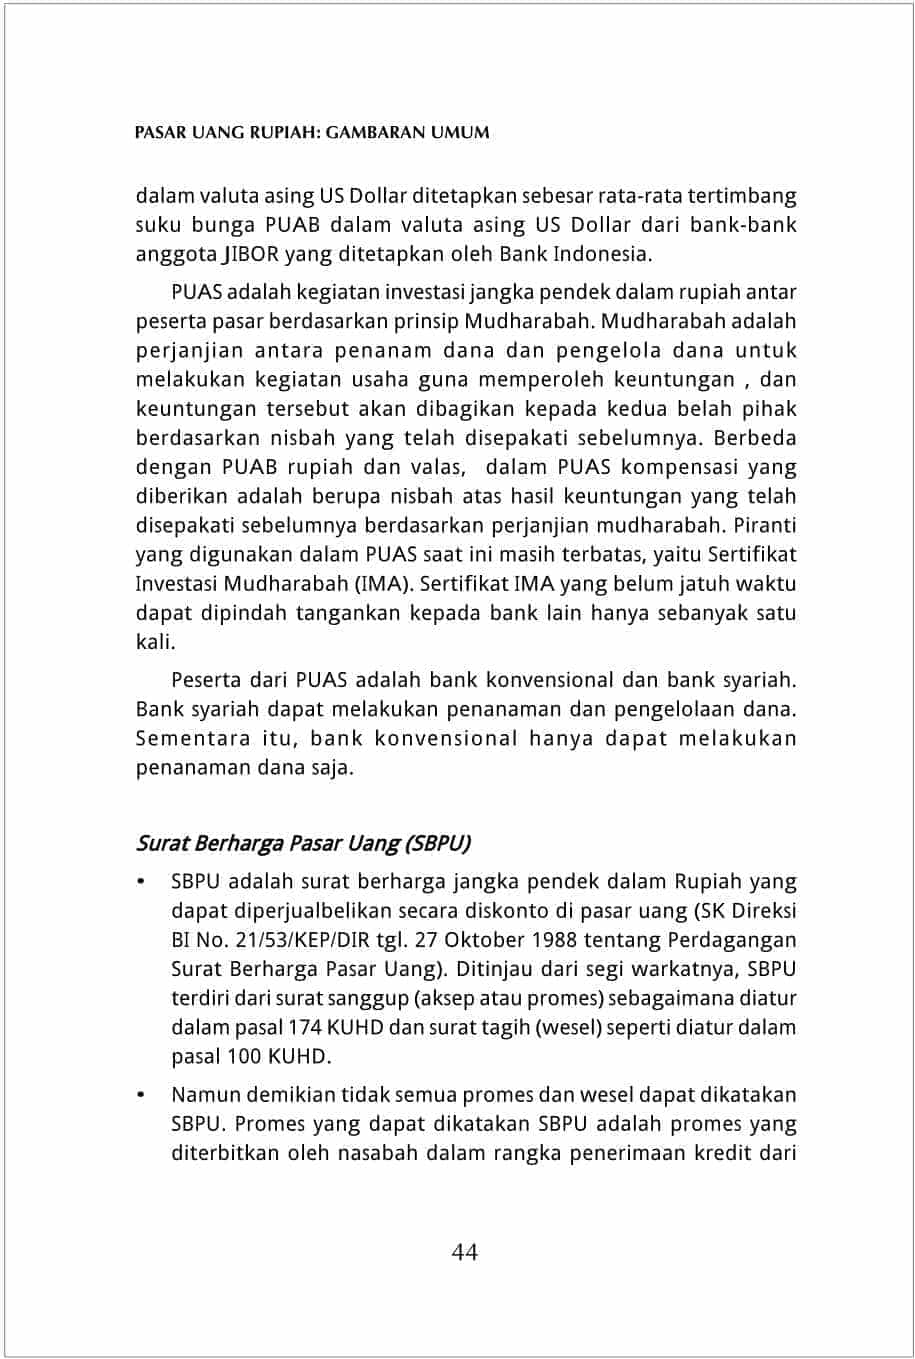 PASAR UANG RUPIAH: GAMBARAN UMUM
dalam valuta asing US Dollar ditetapkan sebesar rata-rata tertimbang
suku bunga PUAB dalam valuta asing US Dollar dari bank-bank
anggota JIBOR yang ditetapkan oleh Bank Indonesia.
PUAS adalah kegiatan investasi jangka pendek dalam rupiah antar
peserta pasar berdasarkan prinsip Mudharabah. Mudharabah adalah
perjanjian antara penanam dana dan pengelola dana untuk
melakukan kegiatan usaha guna memperoleh keuntungan , dan
keuntungan tersebut akan dibagikan kepada kedua belah pihak
berdasarkan nisbah yang telah disepakati sebelumnya. Berbeda
dengan PUAB rupiah dan valas,  dalam PUAS kompensasi yang
diberikan adalah berupa nisbah atas hasil keuntungan yang telah
disepakati sebelumnya berdasarkan perjanjian mudharabah. Piranti
yang digunakan dalam PUAS saat ini masih terbatas, yaitu Sertifikat
Investasi Mudharabah (IMA). Sertifikat IMA yang belum jatuh waktu
dapat dipindah tangankan kepada bank lain hanya sebanyak satu
kali.
Peserta dari PUAS adalah bank konvensional dan bank syariah.
Bank syariah dapat melakukan penanaman dan pengelolaan dana.
Sementara itu, bank konvensional hanya dapat melakukan
penanaman dana saja.
Surat Berharga Pasar Uang (SBPU)
• SBPU adalah surat berharga jangka pendek dalam Rupiah yang
dapat diperjualbelikan secara diskonto di pasar uang (SK Direksi
BI No. 21/53/KEP/DIR tgl. 27 Oktober 1988 tentang Perdagangan
Surat Berharga Pasar Uang). Ditinjau dari segi warkatnya, SBPU
terdiri dari surat sanggup (aksep atau promes) sebagaimana diatur
dalam pasal 174 KUHD dan surat tagih (wesel) seperti diatur dalam
pasal 100 KUHD.
• Namun demikian tidak semua promes dan wesel dapat dikatakan
SBPU. Promes yang dapat dikatakan SBPU adalah promes yang
diterbitkan oleh nasabah dalam rangka penerimaan kredit dari
44